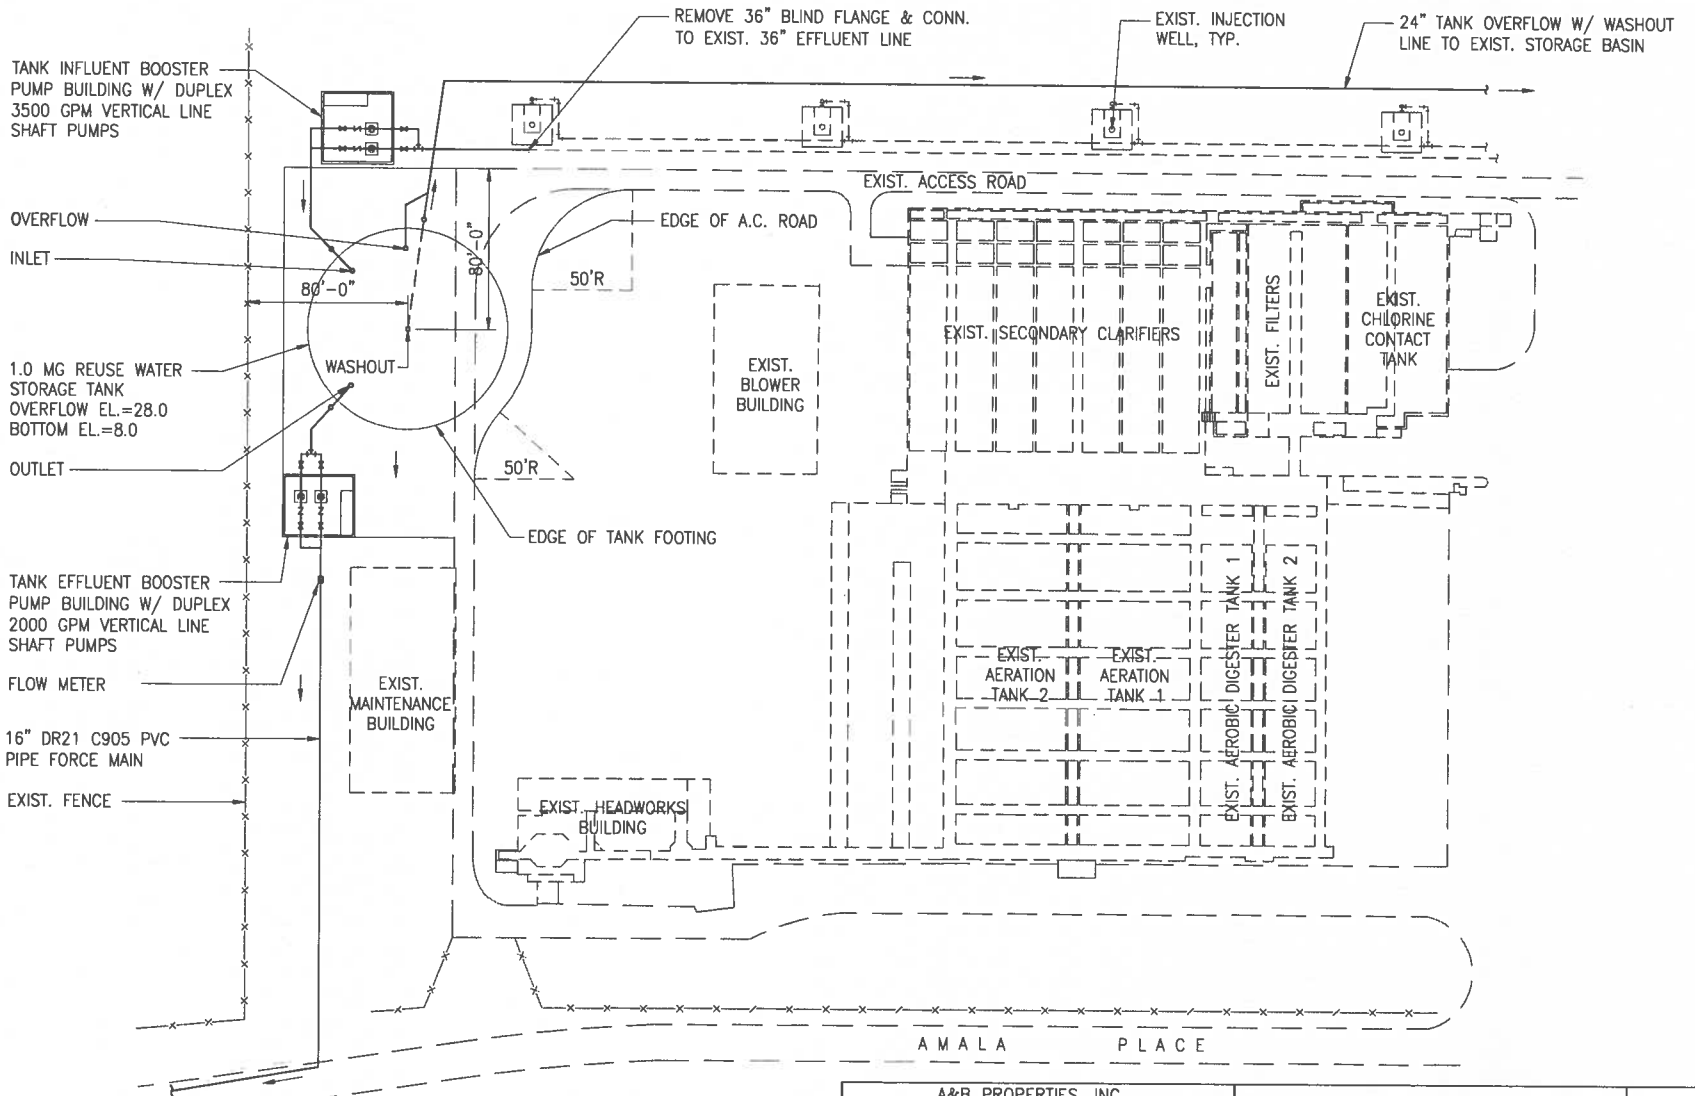 REMOVE 36" BLIND FLANGE & CONN.
TO EXIST. 36" EFFLUENT LINE
EXIST. INJECTION
WELL, TYP.
24" TANK OVERFLOW W/ WASHOUT
LINE TO EXIST. STORAGE BASIN
TANK INFLUENT BOOSTER
PUMP BUILDING W/ DUPLEX
3500 GPM VERTICAL LINE
SHAFT PUMPS
EXIST. ACCESS ROAD
OVERFLOW
EDGE OF A.C. ROAD
INLET
80'-0"
80'-0"
50'R
EXIST. SECONDARY CLARIFIERS
EXIST. FILTERS
EXIST.
CHLORINE
CONTACT
TANK
1.0 MG REUSE WATER
STORAGE TANK
OVERFLOW EL.=28.0
BOTTOM EL.=8.0
WASHOUT
EXIST.
BLOWER
BUILDING
OUTLET
50'R
EDGE OF TANK FOOTING
TANK EFFLUENT BOOSTER
PUMP BUILDING W/ DUPLEX
2000 GPM VERTICAL LINE
SHAFT PUMPS
FLOW METER
EXIST.
MAINTENANCE
BUILDING
EXIST.
AERATION
TANK 2
EXIST.
AERATION
TANK 1
EXIST. AEROBIC DIGESTER TANK 1
EXIST. AEROBIC DIGESTER TANK 2
16" DR21 C905 PVC
PIPE FORCE MAIN
EXIST. FENCE
EXIST. HEADWORKS
BUILDING
AMALA PLACE
A&B PROPERTIES, INC.